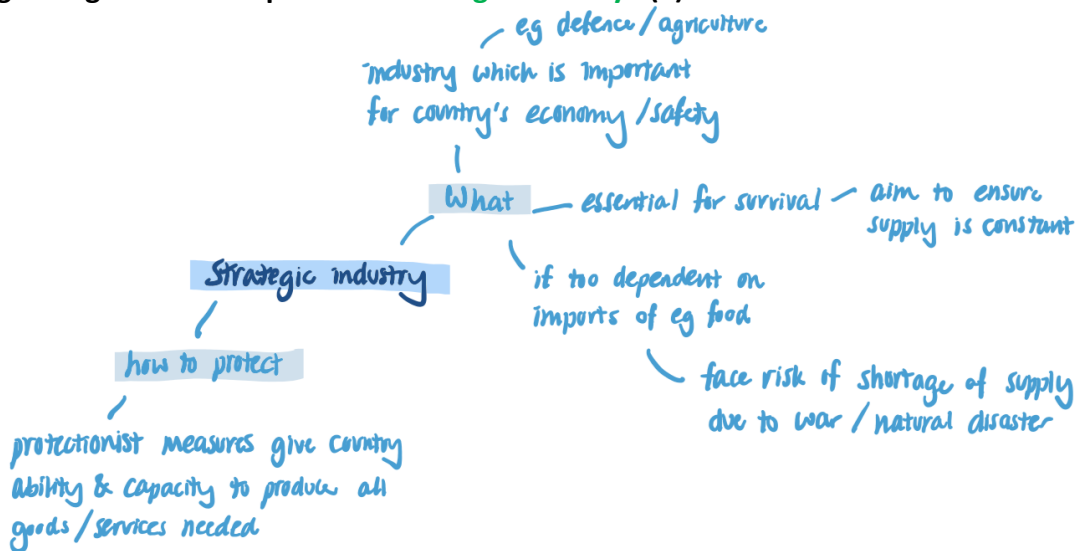 eg defence / agriculture
industry which is important
for country's economy / safety
What
essential for survival
aim to ensure
supply is constant
Strategic industry
if too dependent on
imports of eg food
how to protect
face risk of shortage of supply
due to war / natural disaster
protectionist measures give country
ability & capacity to produce all
goods / services needed